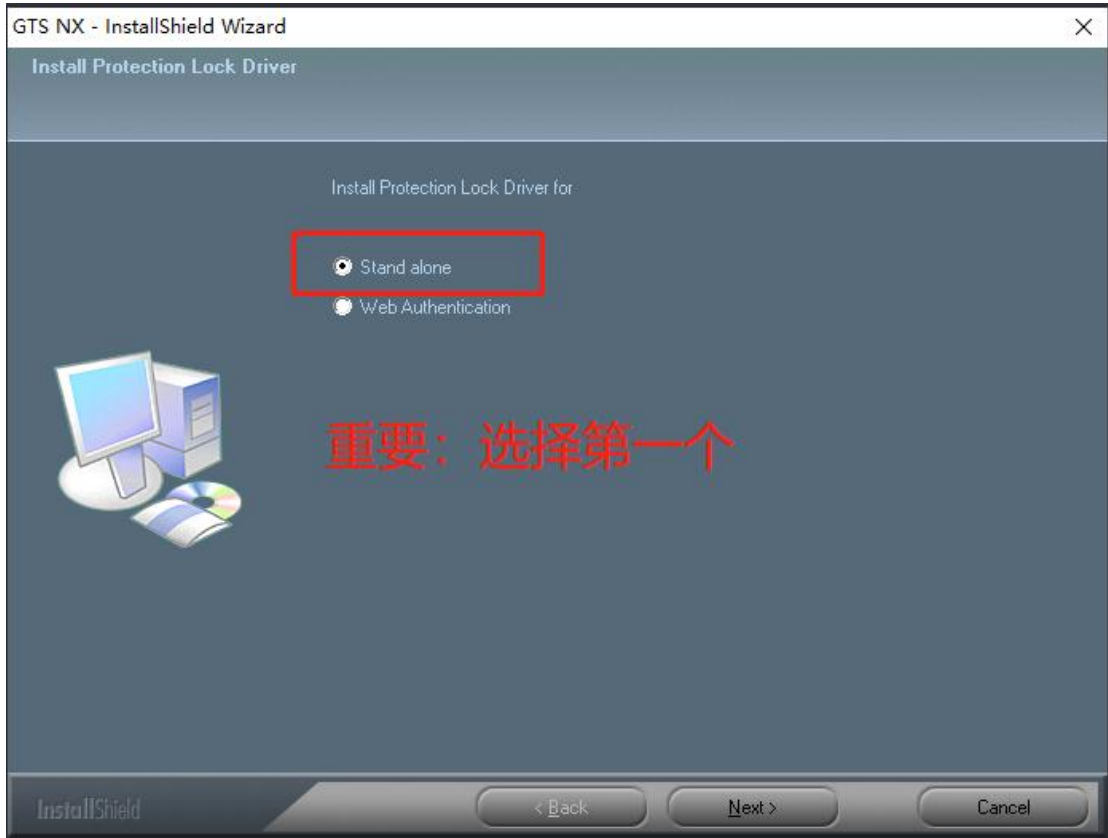 GTS NX - InstallShield Wizard
Install Protection Lock Driver
Install Protection Lock Driver for
Stand alone
Web Authentication
重要：选择第一个
InstallShield
< Back
Next >
Cancel